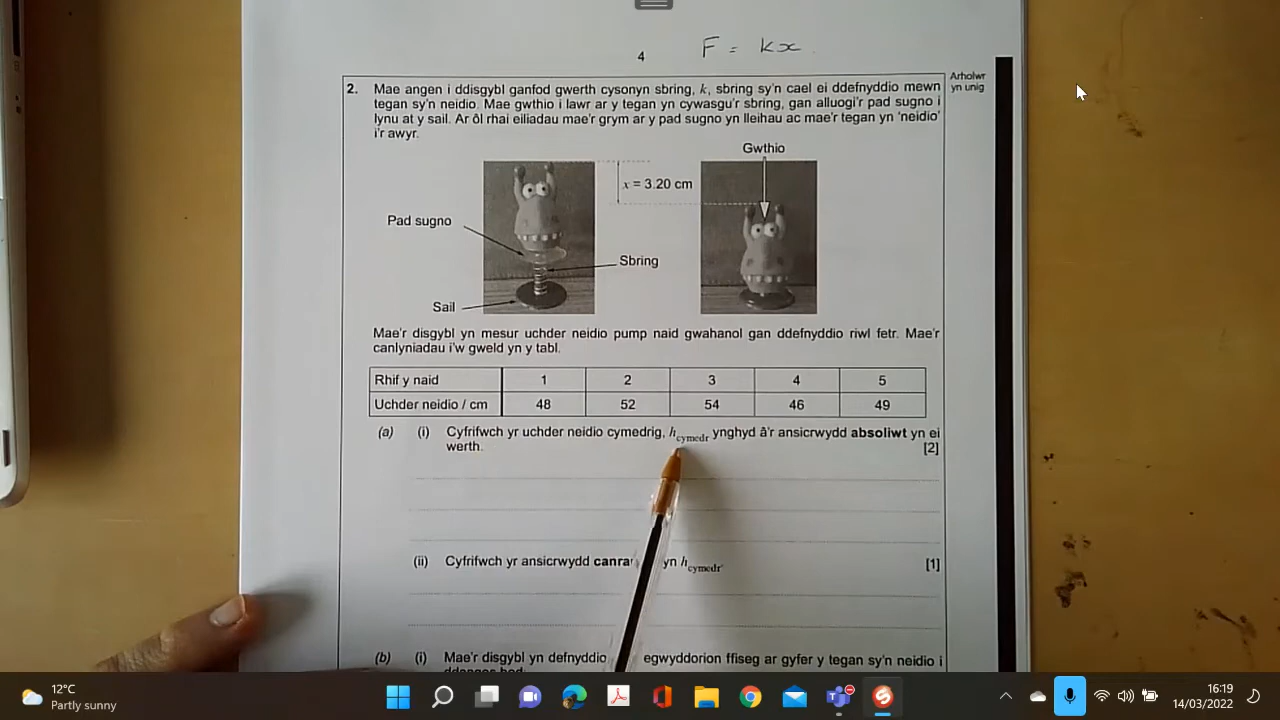 4
F = kx
Arholwr
yn unig
2. Mae angen i ddisgybl ganfod gwerth cysonyn sbring, k, sbring sy'n cael ei ddefnyddio mewn
tegan sy'n neidio. Mae gwthio i lawr ar y tegan yn cywasgu'r sbring, gan alluogi'r pad sugno i
lynu at y sail. Ar ôl rhai eiliadau mae'r grym ar y pad sugno yn lleihau ac mae'r tegan yn 'neidio'
i'r awyr.
Gwthio
x = 3.20 cm
Pad sugno
Sbring
Sail
Mae'r disgybl yn mesur uchder neidio pump naid gwahanol gan ddefnyddio riwl fetr. Mae'r
canlyniadau i'w gweld yn y tabl.
Rhif y naid 1 2 3 4 5
Uchder neidio / cm 48 52 54 46 49
(a) (i) Cyfrifwch yr uchder neidio cymedrig, hcymedr ynghyd â'r ansicrwydd absoliwt yn ei
werth. [2]
(ii) Cyfrifwch yr ansicrwydd yn hcymedr. [1]
(b) (i) Mae'r disgybl yn defnyddio egwyddorion ffiseg ar gyfer y tegan sy'n neidio i
12°C
Partly sunny
16:19
14/03/2022